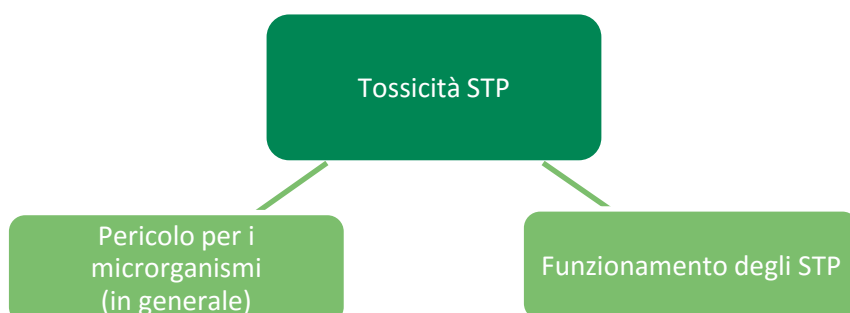 Tossicità STP
Pericolo per i
microrganismi
(in generale)
Funzionamento degli STP